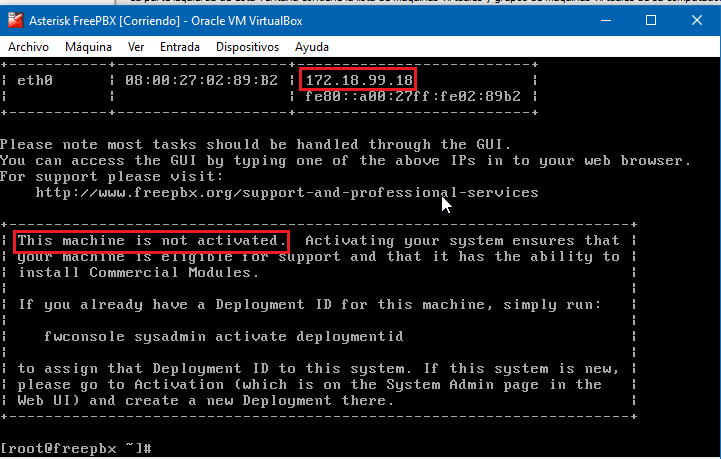 Asterisk FreePBX [Corriendo] - Oracle VM VirtualBox
Archivo Máquina Ver Entrada Dispositivos Ayuda
eth0 | 08:00:27:02:89:B2 | 172.18.99.18
fe80::a00:27ff:fe02:89b2
Please note most tasks should be handled through the GUI.
You can access the GUI by typing one of the above IPs in to your web browser.
For support please visit:
http://www.freepbx.org/support-and-professional-services
This machine is not activated. Activating your system ensures that
your machine is eligible for support and that it has the ability to
install Commercial Modules.
If you already have a Deployment ID for this machine, simply run:
fwconsole sysadmin activate deploymentid
to assign that Deployment ID to this system. If this system is new,
please go to Activation (which is on the System Admin page in the
Web UI) and create a new Deployment there.
[root@freepbx ~]#